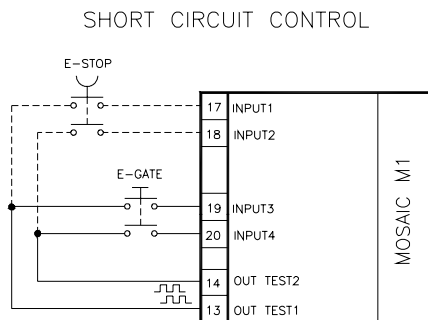 SHORT CIRCUIT CONTROL
E-STOP
17 INPUT1
18 INPUT2
E-GATE
19 INPUT3
20 INPUT4
14 OUT TEST2
13 OUT TEST1
MOSAIC M1